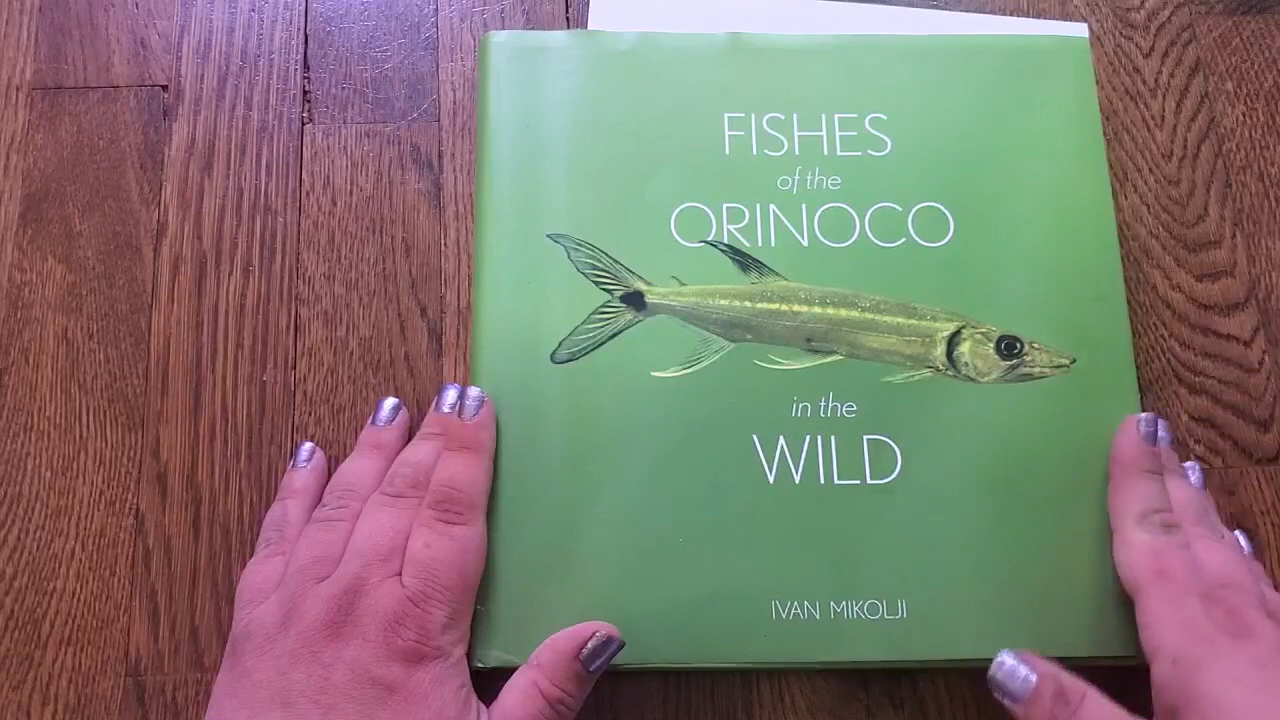 FISHES
of the
ORINOCO
in the
WILD
IVAN MIKOLJI